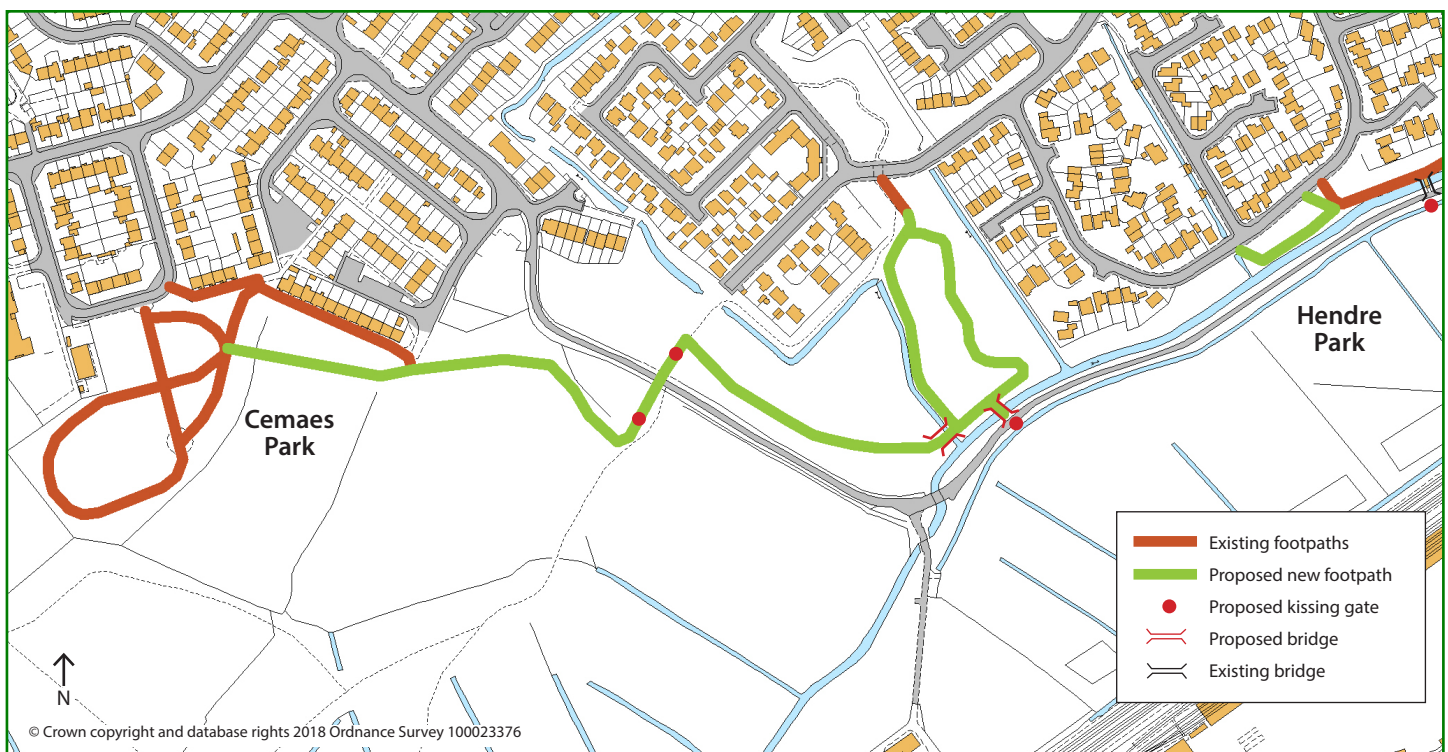 Hendre
Park
Cemaes
Park
Existing footpaths
Proposed new footpath
Proposed kissing gate
Proposed bridge
Existing bridge
N
© Crown copyright and database rights 2018 Ordnance Survey 100023376